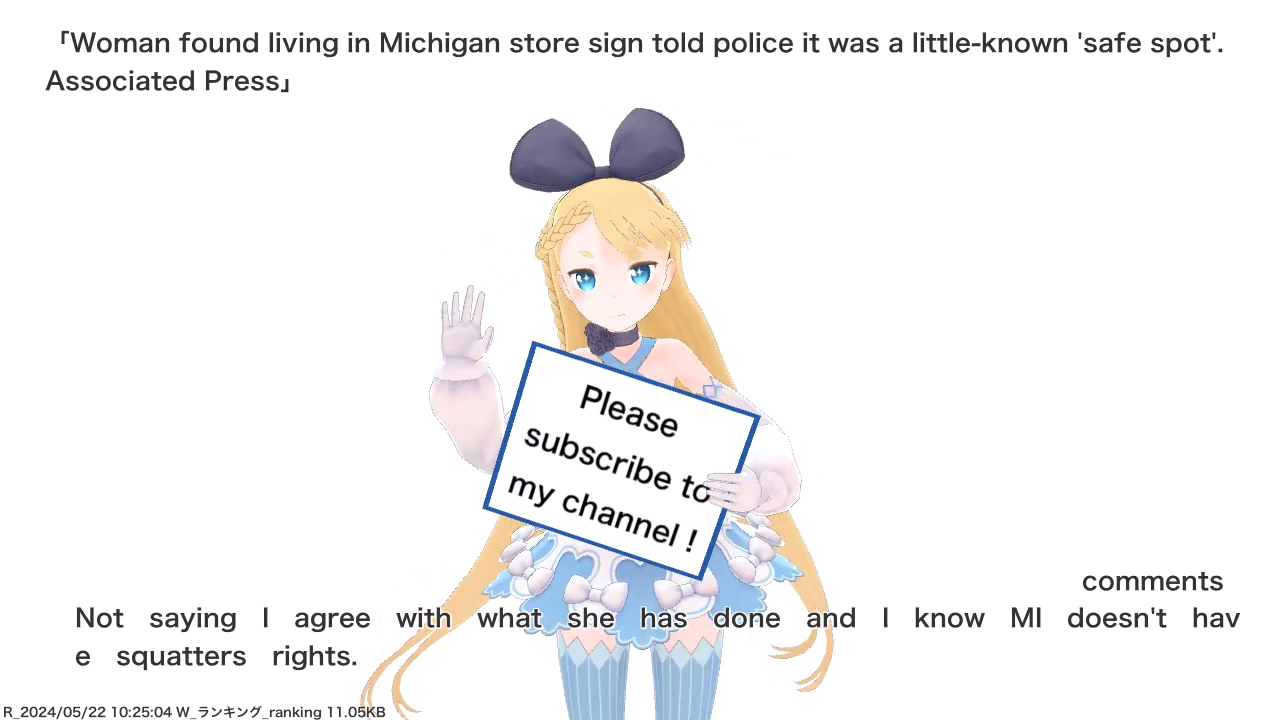 「Woman found living in Michigan store sign told police it was a little-known 'safe spot'.
Associated Press」
Please
subscribe to
my channel !
comments
Not saying I agree with what she has done and I know MI doesn't hav
e squatters rights.
R_2024/05/22 10:25:04 W_ランキング_ranking 11.05KB